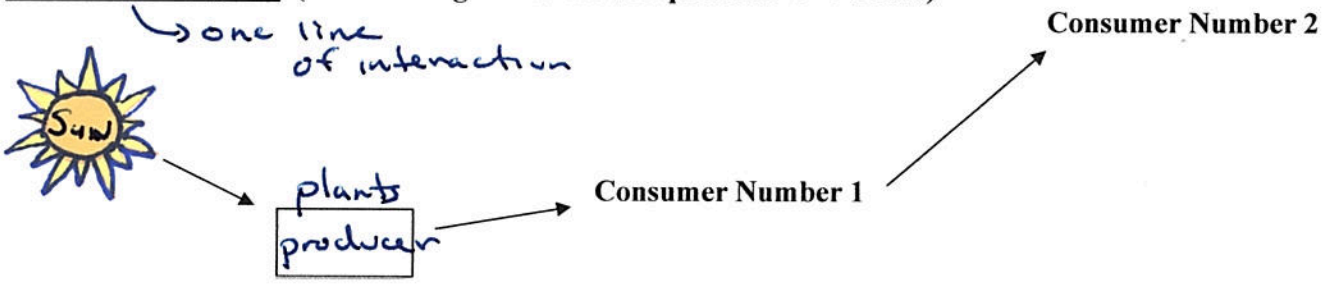 one line
of interaction
Consumer Number 2
Sun
plants
Consumer Number 1
producer